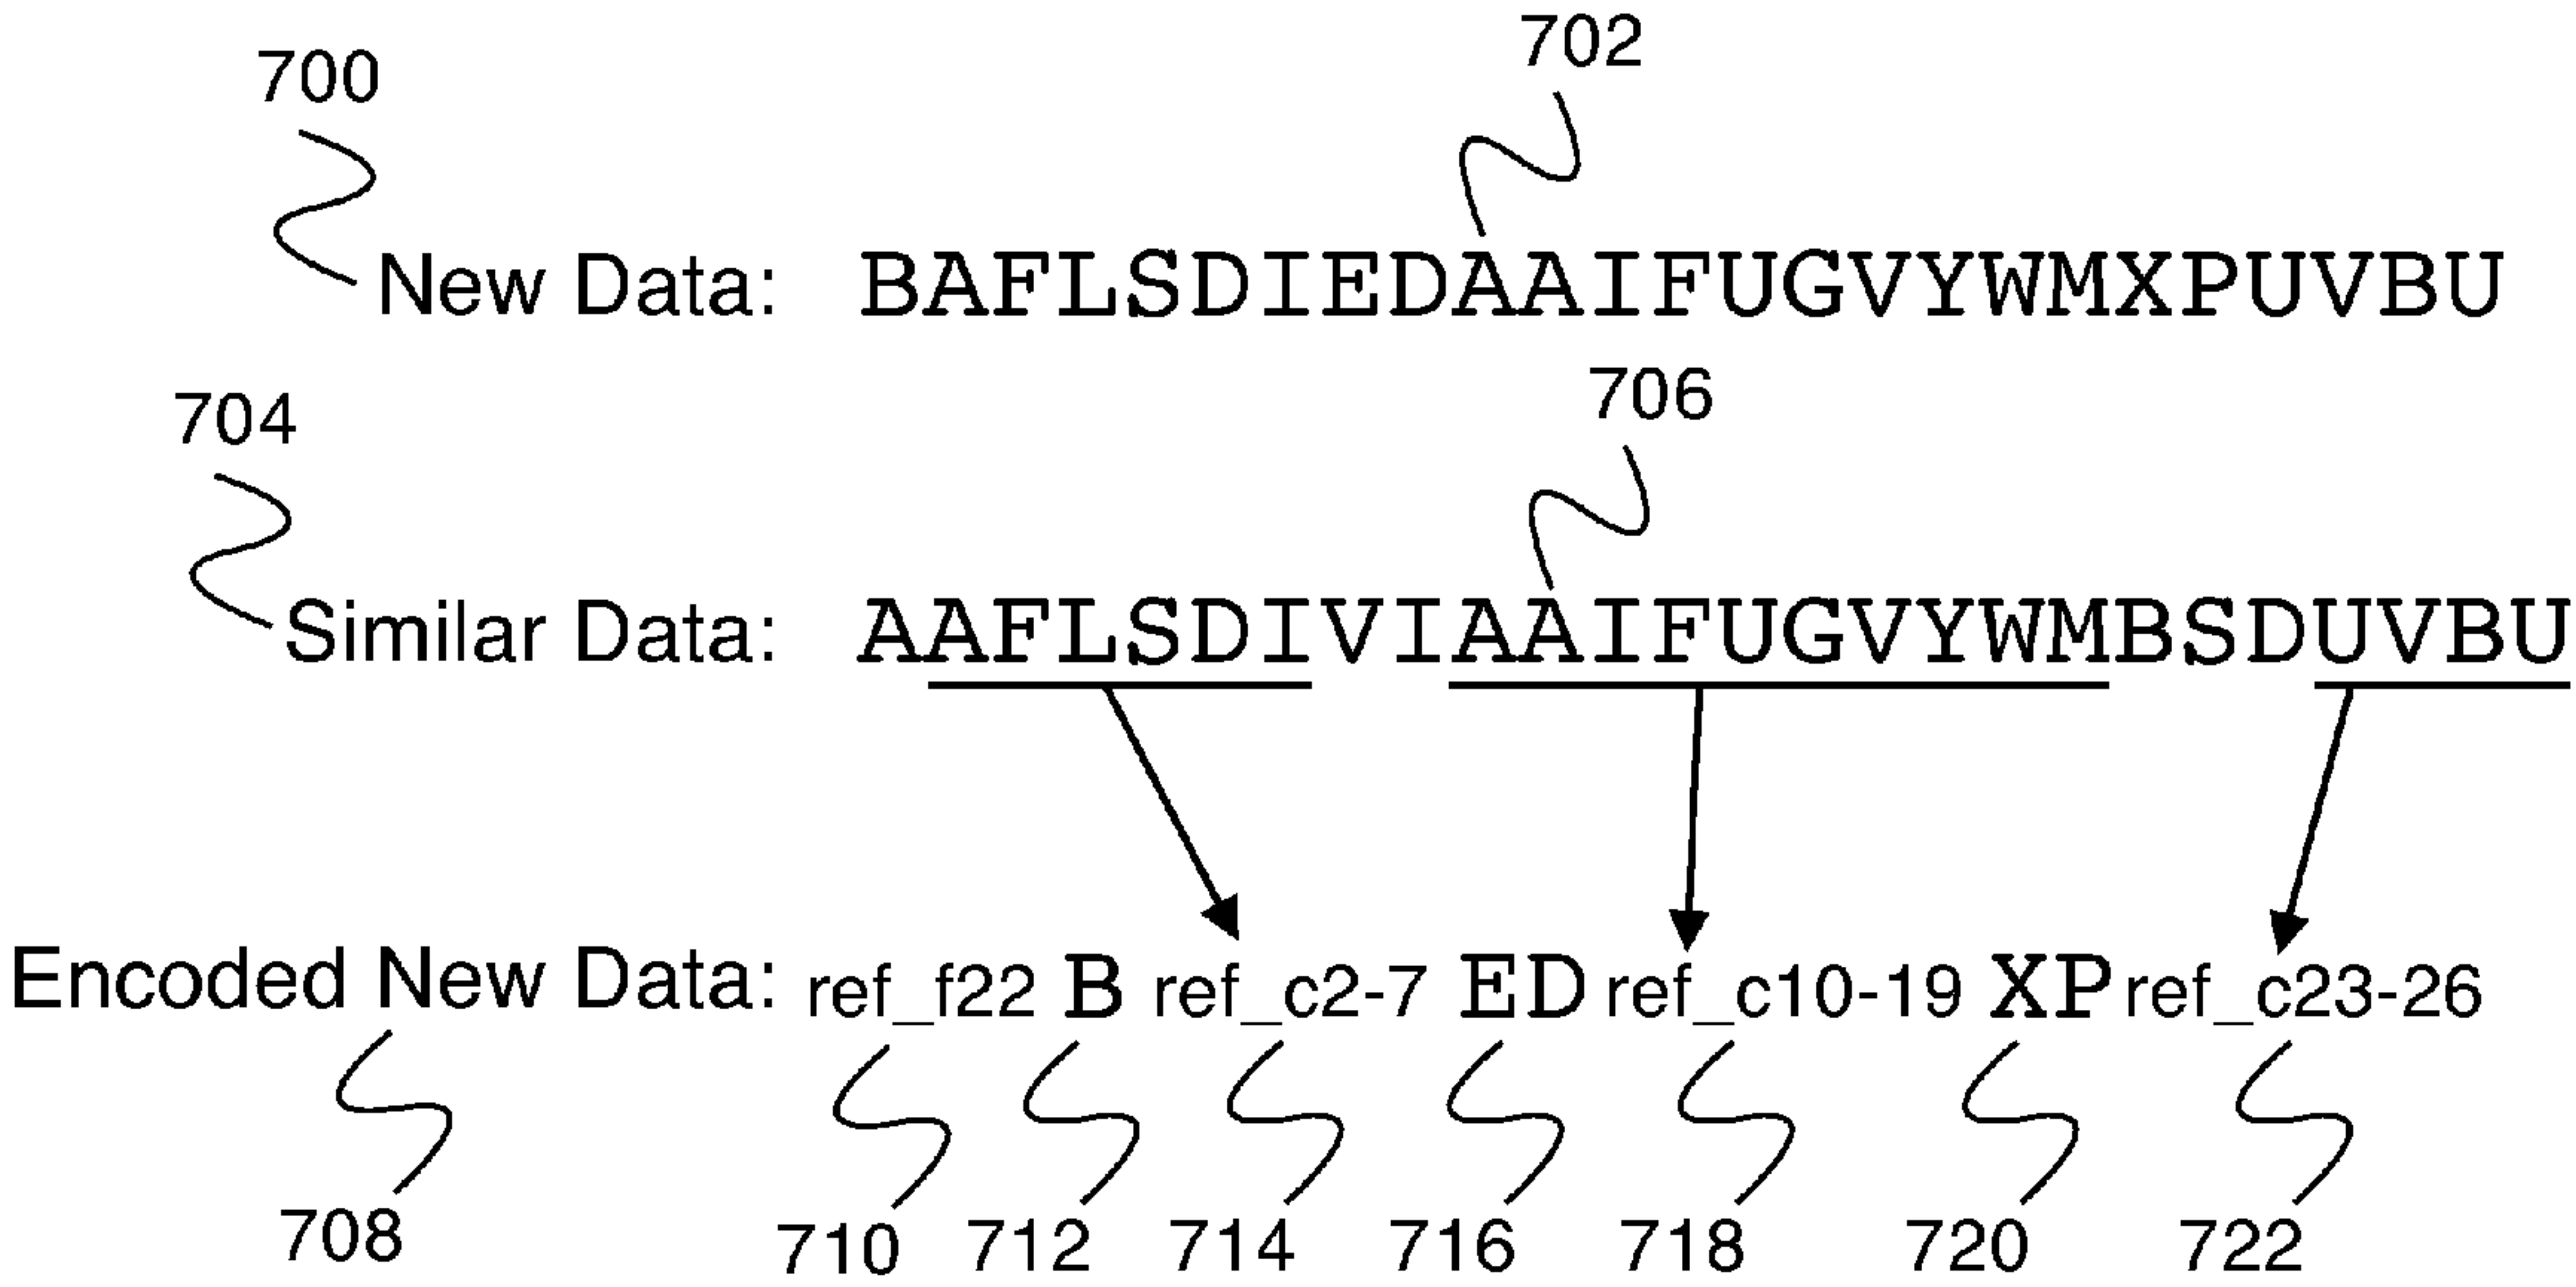 700
702
New Data: BAFLSDIEDAAIFUGVYWMXPUVBU
704
706
Similar Data: AAFLSDIVIAAIFUGVYWMBSDUVBU
Encoded New Data: ref_f22 B ref_c2-7 ED ref_c10-19 XP ref_c23-26
708 710 712 714 716 718 720 722